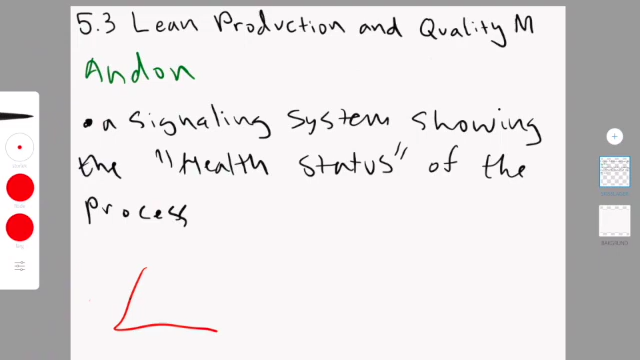 5.3 Lean Production and Quality M
Andon
• a signaling system showing
the "Health Status" of the
process